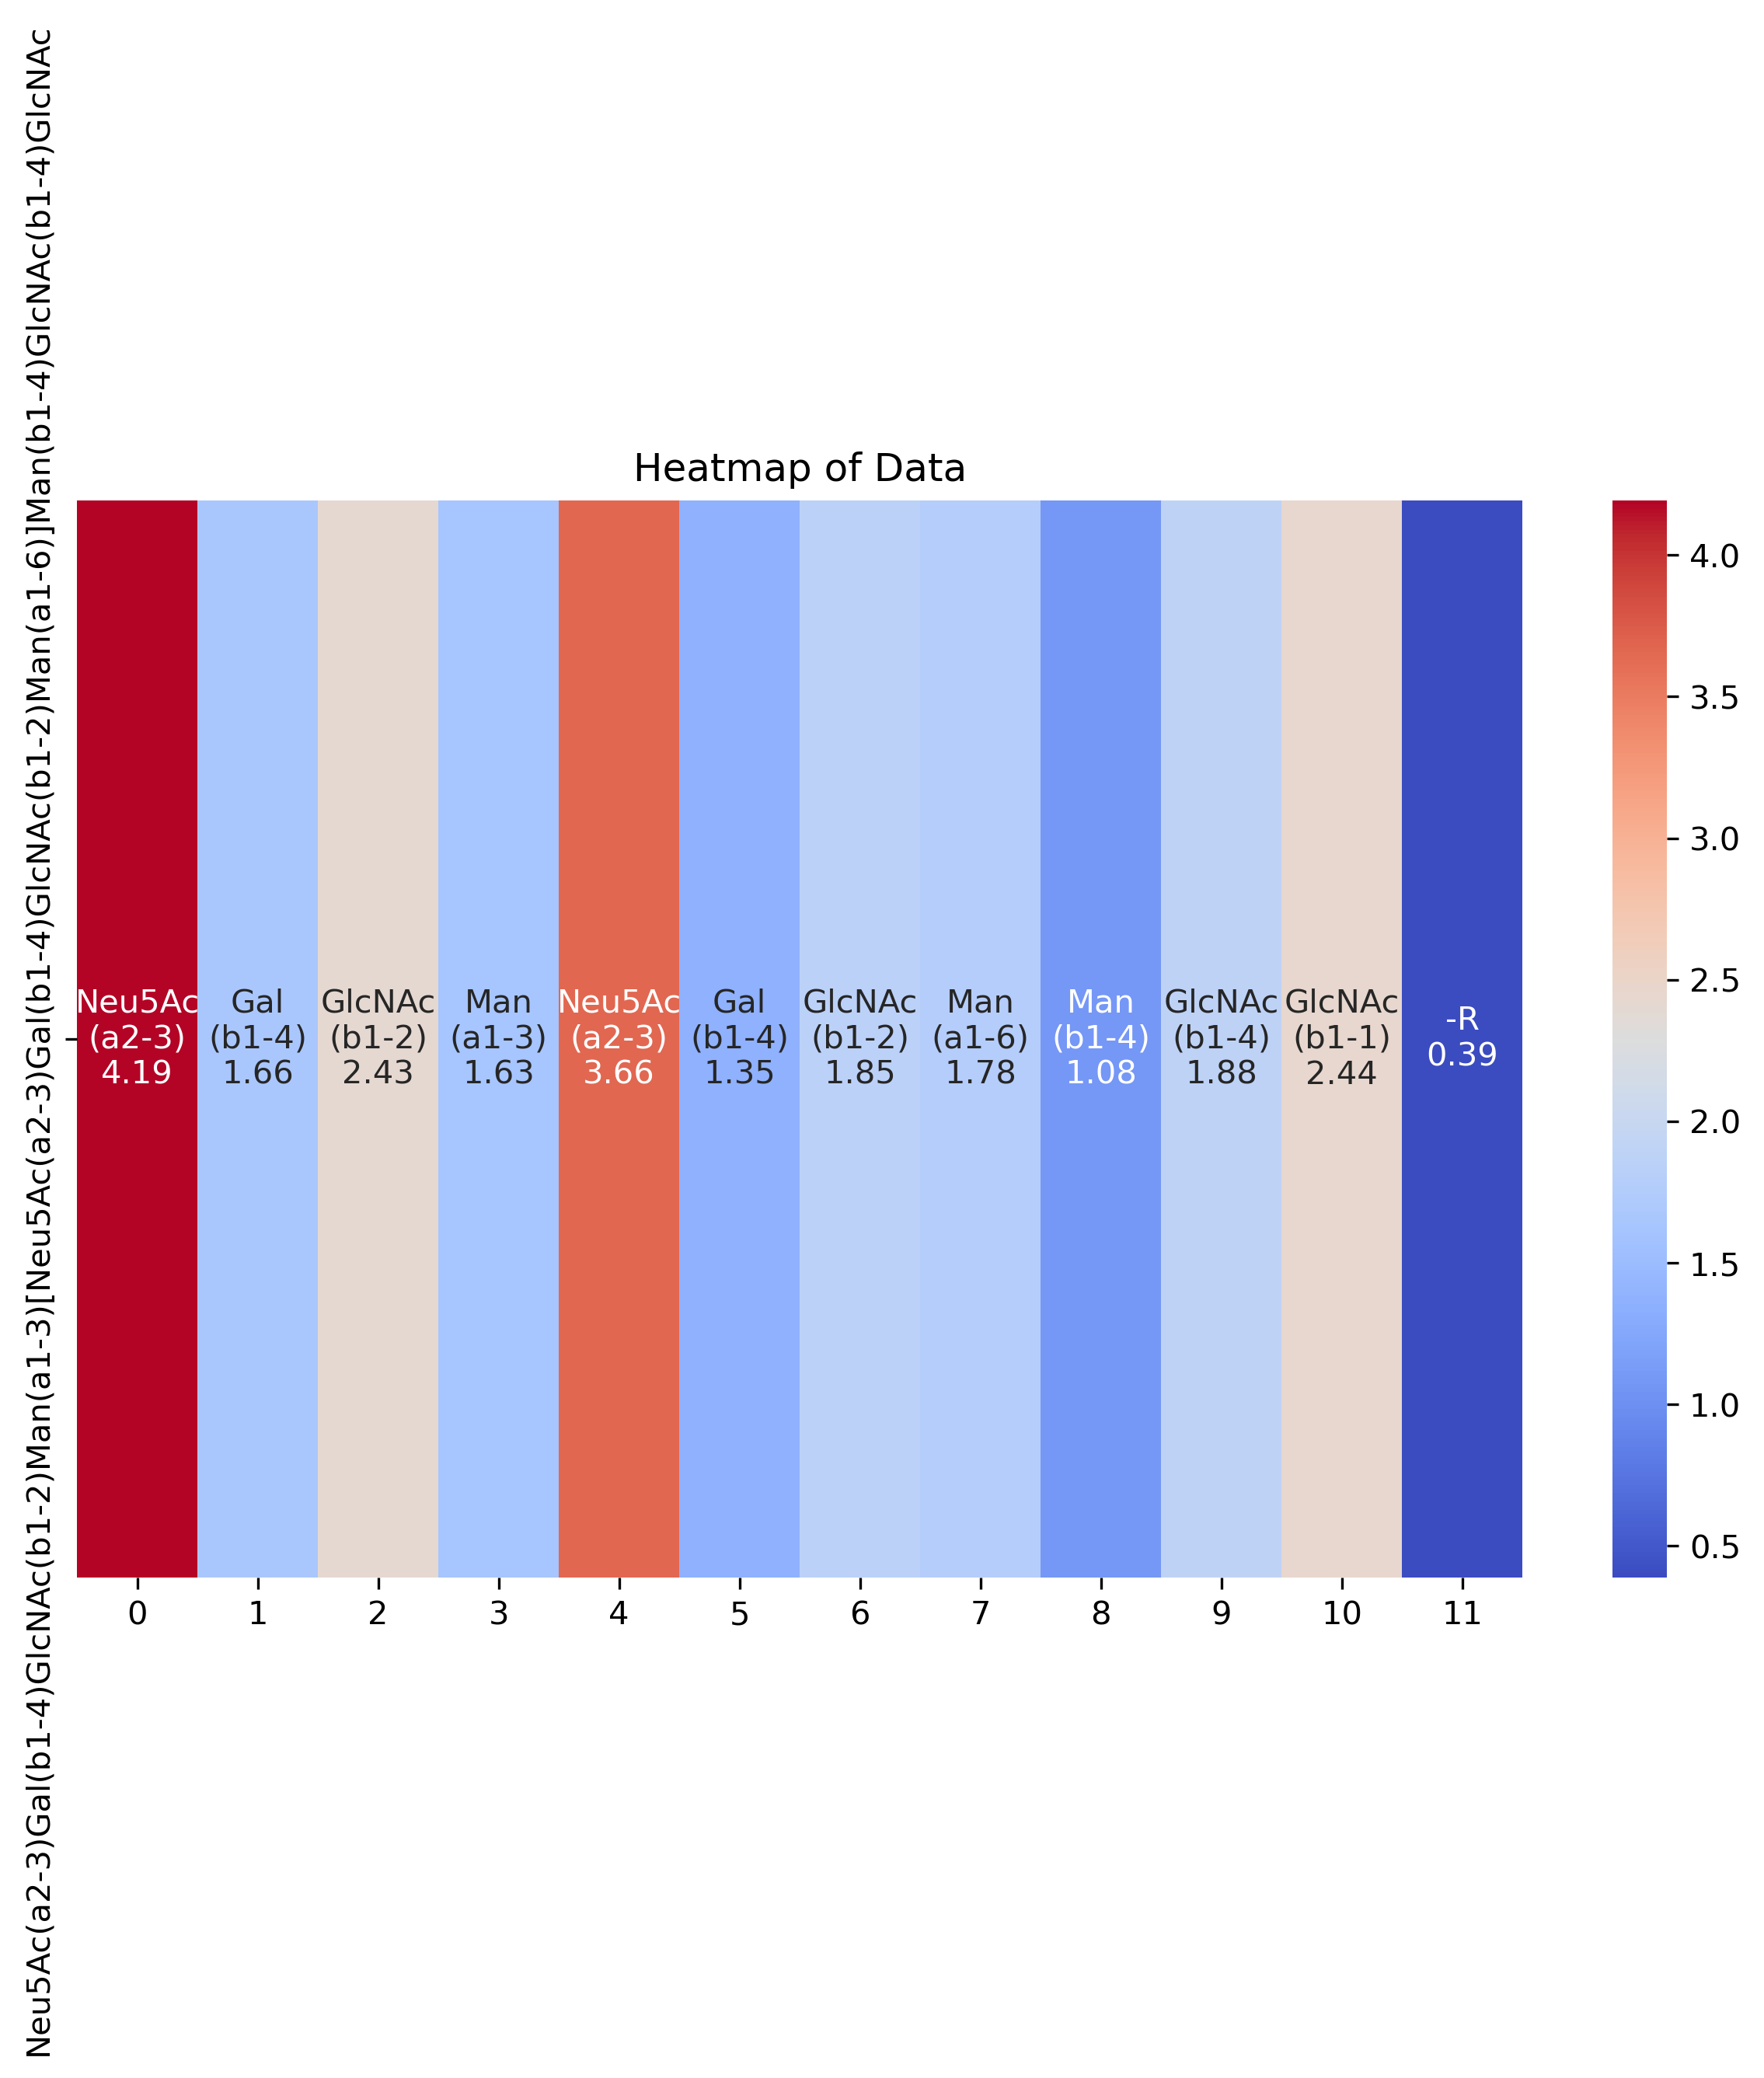 Heatmap of Data
Neu5Ac(a2-3)Gal(b1-4)GlcNAc(b1-2)Man(a1-3)[Neu5Ac(a2-3)Gal(b1-4)GlcNAc(b1-2)Man(a1-6)]Man(b1-4)GlcNAc(b1-4)GlcNAc
Neu5Ac
(a2-3)
4.19
Gal
(b1-4)
1.66
GlcNAc
(b1-2)
2.43
Man
(a1-3)
1.63
Neu5Ac
(a2-3)
3.66
Gal
(b1-4)
1.35
GlcNAc
(b1-2)
1.85
Man
(a1-6)
1.78
Man
(b1-4)
1.08
GlcNAc
(b1-4)
1.88
GlcNAc
(b1-1)
2.44
-R
0.39
0 1 2 3 4 5 6 7 8 9 10 11
4.0
3.5
3.0
2.5
2.0
1.5
1.0
0.5